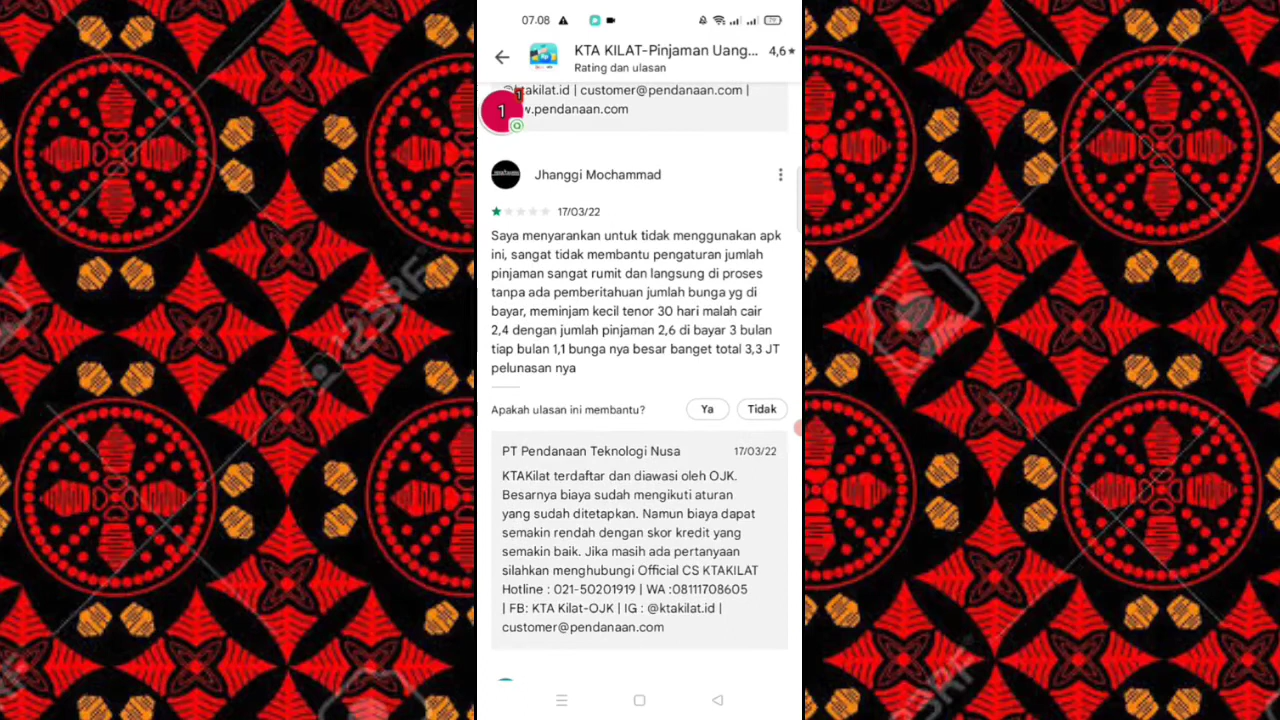 07.08
79
KTA KILAT-Pinjaman Uang... 4,6★
Rating dan ulasan
@ktakilat.id | customer@pendanaan.com |
1
1
w.pendanaan.com
Jhanggi Mochammad
17/03/22
Saya menyarankan untuk tidak menggunakan apk
ini, sangat tidak membantu pengaturan jumlah
pinjaman sangat rumit dan langsung di proses
tanpa ada pemberitahuan jumlah bunga yg di
bayar, meminjam kecil tenor 30 hari malah cair
2,4 dengan jumlah pinjaman 2,6 di bayar 3 bulan
tiap bulan 1,1 bunga nya besar banget total 3,3 JT
pelunasan nya
Apakah ulasan ini membantu? Ya Tidak
PT Pendanaan Teknologi Nusa 17/03/22
KTAKilat terdaftar dan diawasi oleh OJK.
Besarnya biaya sudah mengikuti aturan
yang sudah ditetapkan. Namun biaya dapat
semakin rendah dengan skor kredit yang
semakin baik. Jika masih ada pertanyaan
silahkan menghubungi Official CS KTAKILAT
Hotline : 021-50201919 | WA :08111708605
| FB: KTA Kilat-OJK | IG : @ktakilat.id |
customer@pendanaan.com
123RF